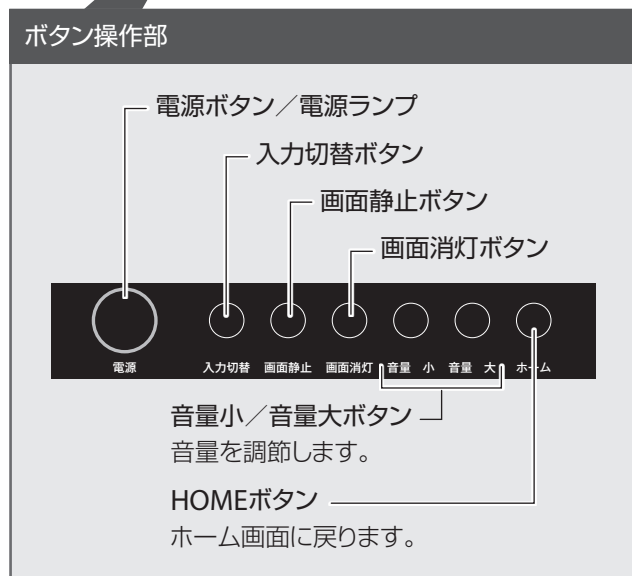 ボタン操作部
電源ボタン／電源ランプ
入力切替ボタン
画面静止ボタン
画面消灯ボタン
電源 入力切替 画面静止 画面消灯 音量 小 音量 大 ホーム
音量小／音量大ボタン
音量を調節します。
HOMEボタン
ホーム画面に戻ります。